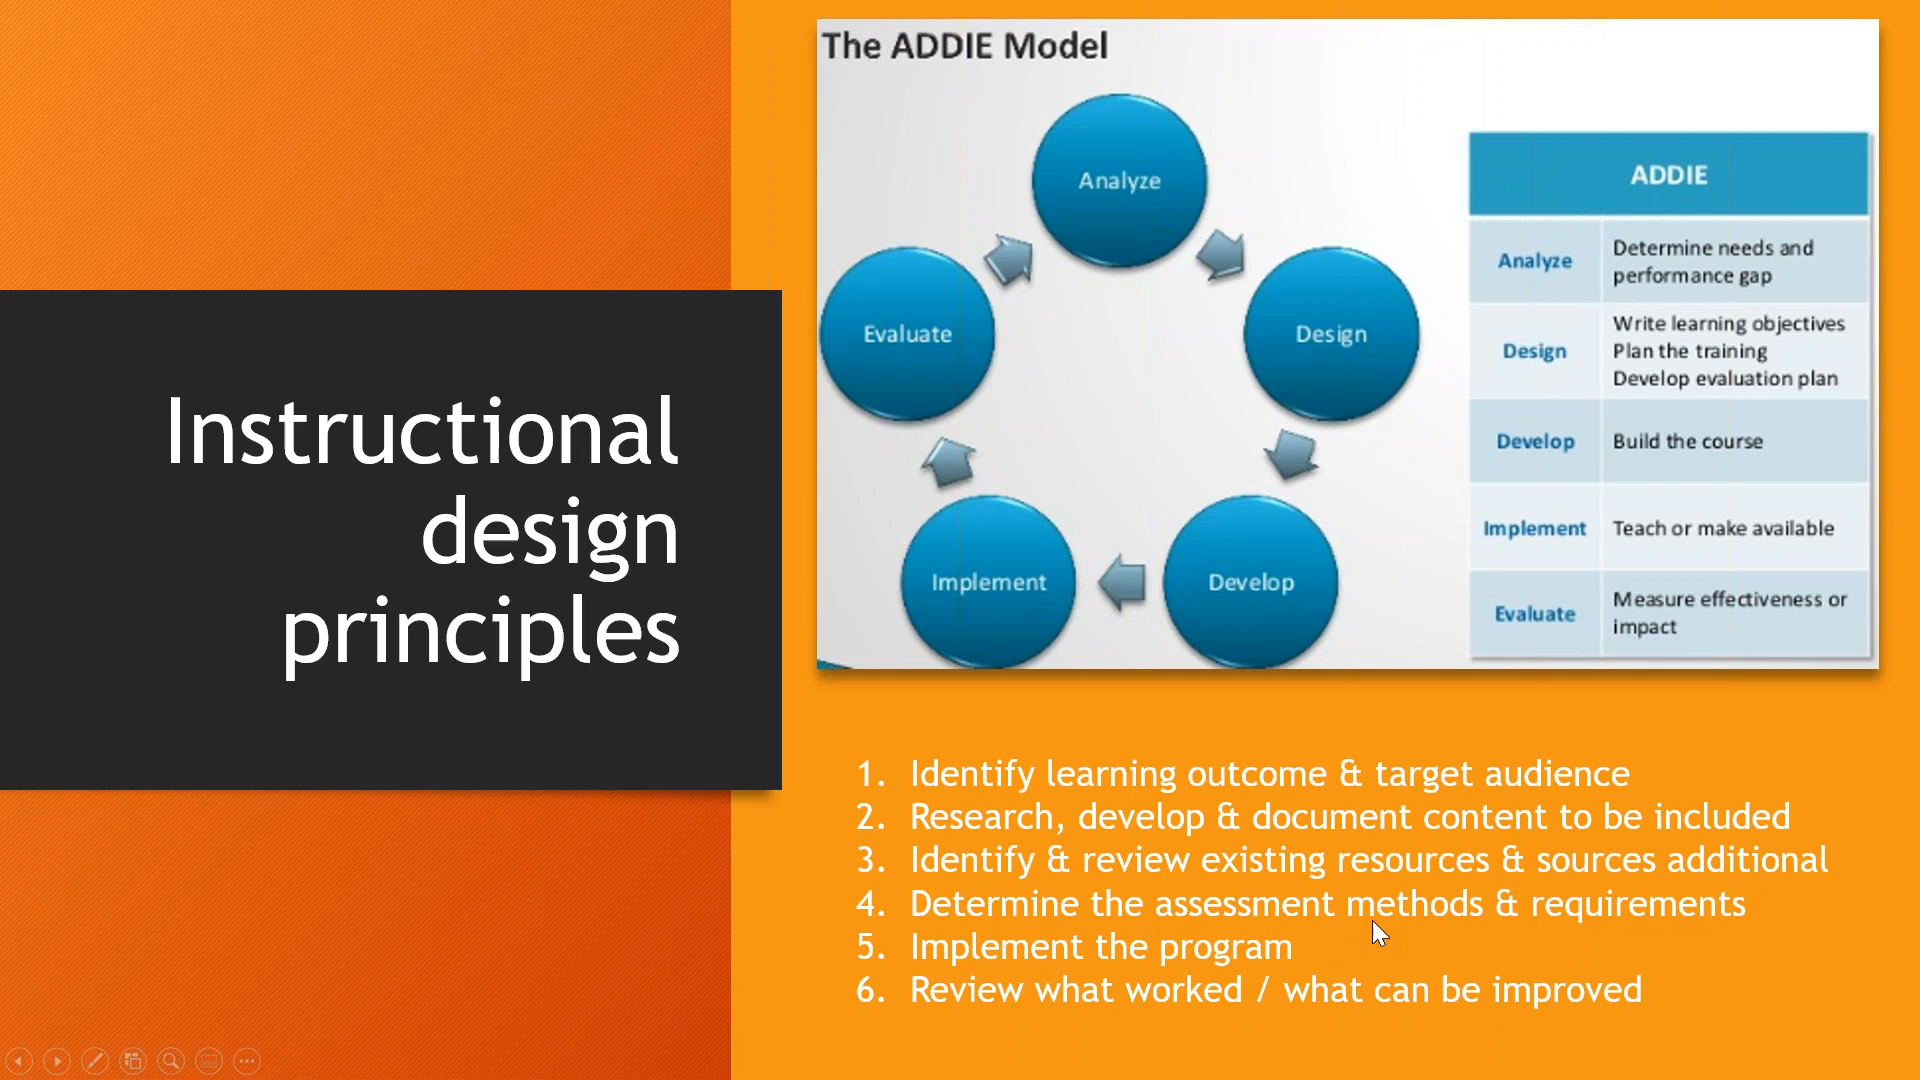 Instructional
design
principles
The ADDIE Model
Analyze
Design
Develop
Implement
Evaluate
ADDIE
Analyze
Determine needs and
performance gap
Design
Write learning objectives
Plan the training
Develop evaluation plan
Develop
Build the course
Implement
Teach or make available
Evaluate
Measure effectiveness or
impact
1. Identify learning outcome & target audience
2. Research, develop & document content to be included
3. Identify & review existing resources & sources additional
4. Determine the assessment methods & requirements
5. Implement the program
6. Review what worked / what can be improved